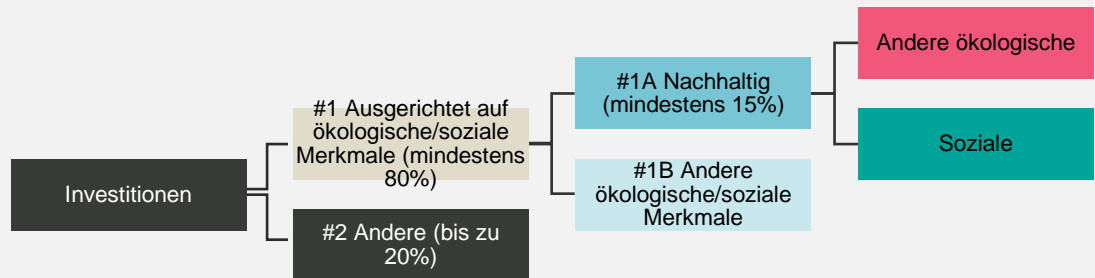 Investitionen
#1 Ausgerichtet auf
ökologische/soziale
Merkmale (mindestens
80%)
#2 Andere (bis zu
20%)
#1A Nachhaltig
(mindestens 15%)
#1B Andere
ökologische/soziale
Merkmale
Andere ökologische
Soziale